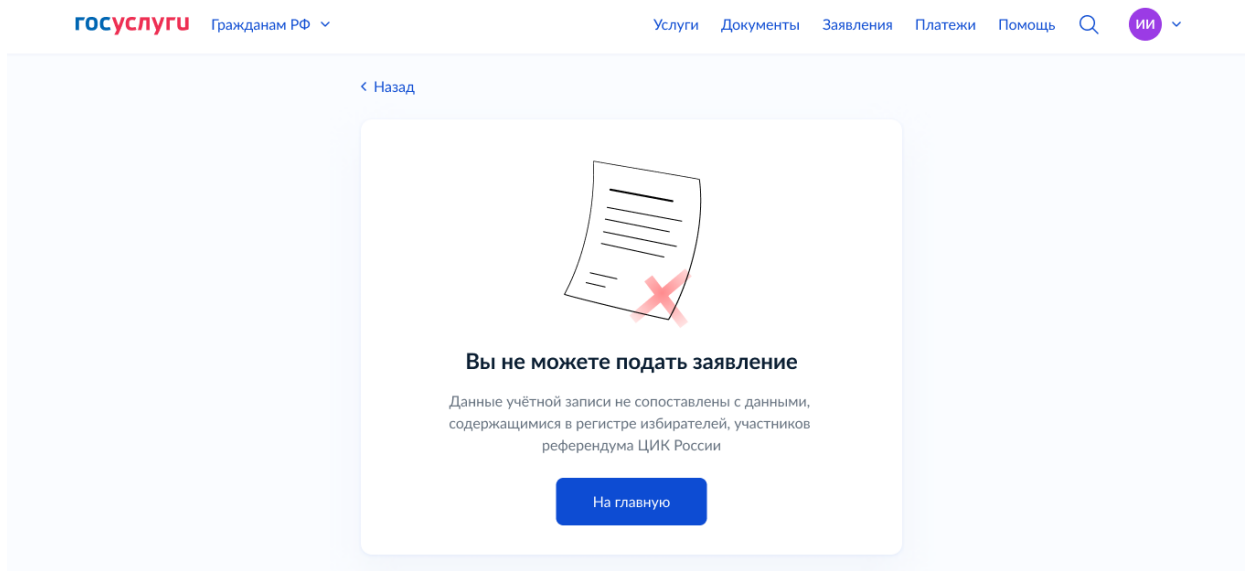 госуслуги Гражданам РФ Услуги Документы Заявления Платежи Помощь ИИ
Назад
Вы не можете подать заявление
Данные учётной записи не сопоставлены с данными,
содержащимися в регистре избирателей, участников
референдума ЦИК России
На главную